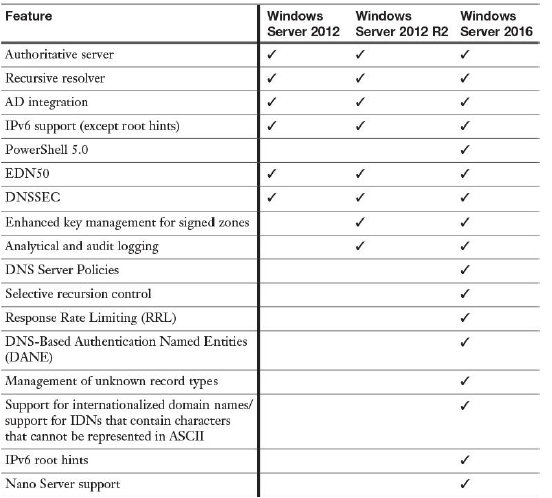 Feature Windows Server 2012 Windows Server 2012 R2 Windows Server 2016
Authoritative server ✓ ✓ ✓
Recursive resolver ✓ ✓ ✓
AD integration ✓ ✓ ✓
IPv6 support (except root hints) ✓ ✓ ✓
PowerShell 5.0 ✓
EDN50 ✓ ✓ ✓
DNSSEC ✓ ✓ ✓
Enhanced key management for signed zones ✓ ✓
Analytical and audit logging ✓ ✓
DNS Server Policies ✓
Selective recursion control ✓
Response Rate Limiting (RRL) ✓
DNS-Based Authentication Named Entities ✓
(DANE)
Management of unknown record types ✓
Support for internationalized domain names/ ✓
support for IDNs that contain characters
that cannot be represented in ASCII
IPv6 root hints ✓
Nano Server support ✓